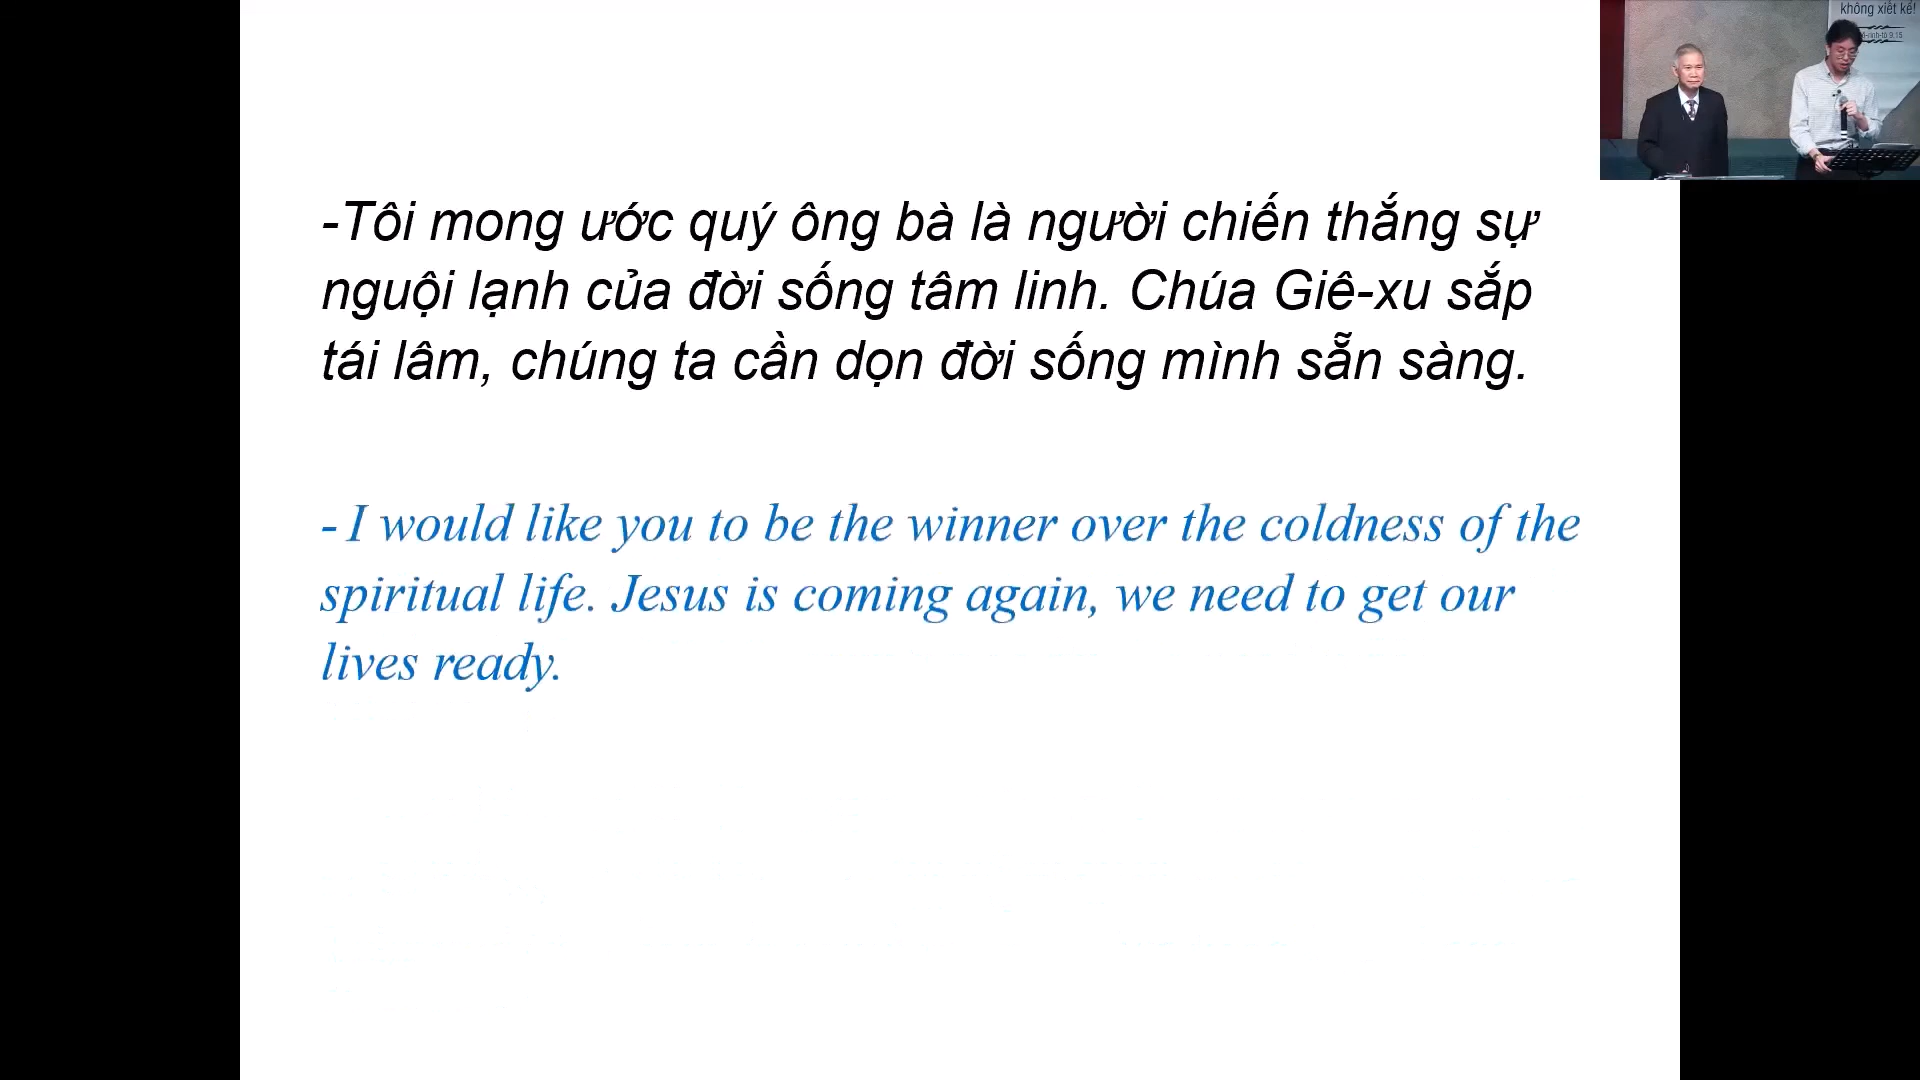 không xiết kể!
-Tôi mong ước quý ông bà là người chiến thắng sự
nguội lạnh của đời sống tâm linh. Chúa Giê-xu sắp
tái lâm, chúng ta cần dọn đời sống mình sẵn sàng.
- I would like you to be the winner over the coldness of the
spiritual life. Jesus is coming again, we need to get our
lives ready.